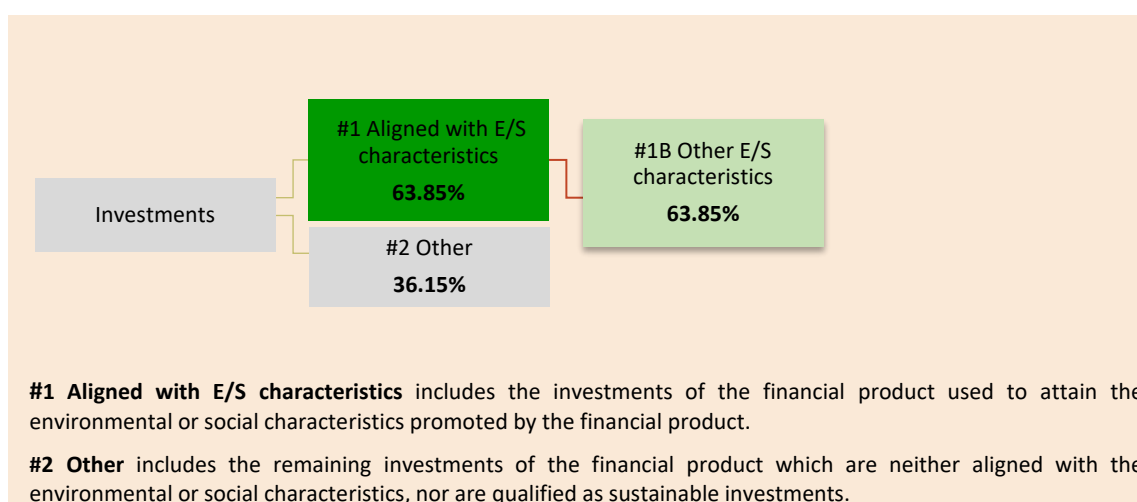 #1 Aligned with E/S
characteristics
63.85%
#1B Other E/S
characteristics
63.85%
Investments
#2 Other
36.15%
#1 Aligned with E/S characteristics includes the investments of the financial product used to attain the
environmental or social characteristics promoted by the financial product.
#2 Other includes the remaining investments of the financial product which are neither aligned with the
environmental or social characteristics, nor are qualified as sustainable investments.